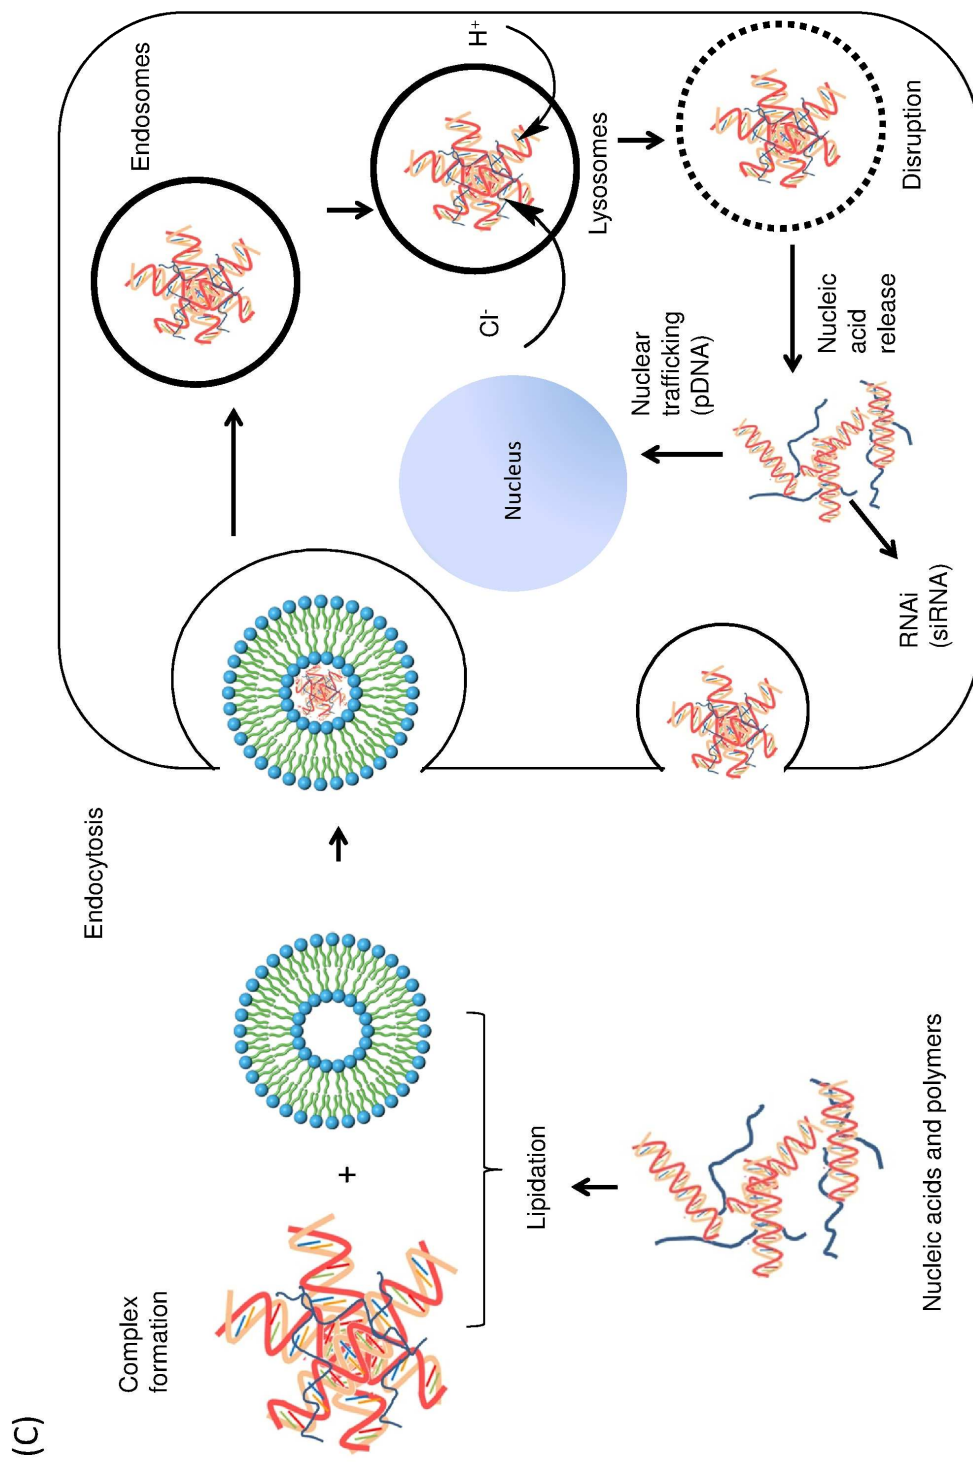 (C)
Complex
formation
+
Lipidation
Nucleic acids and polymers
Endocytosis
Endosomes
H+
Cl-
Lysosomes
Disruption
Nucleic
acid
release
Nuclear
trafficking
(pDNA)
Nucleus
RNAi
(siRNA)